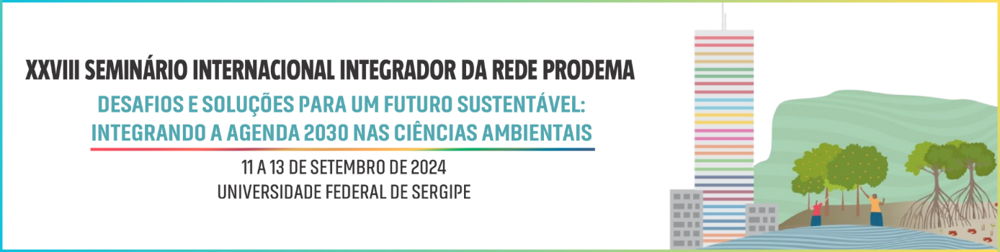 XXVIII SEMINÁRIO INTERNACIONAL INTEGRADOR DA REDE PRODEMA
DESAFIOS E SOLUÇÕES PARA UM FUTURO SUSTENTÁVEL:
INTEGRANDO A AGENDA 2030 NAS CIÊNCIAS AMBIENTAIS
11 A 13 DE SETEMBRO DE 2024
UNIVERSIDADE FEDERAL DE SERGIPE